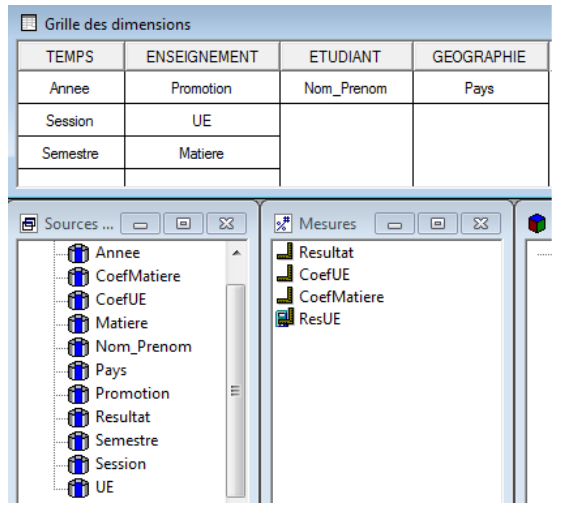 Grille des dimensions
TEMPS ENSEIGNEMENT ETUDIANT GEOGRAPHIE
Annee Promotion Nom_Prenom Pays
Session UE
Semestre Matiere
Sources ...
Annee
CoefMatiere
CoefUE
Matiere
Nom_Prenom
Pays
Promotion
Resultat
Semestre
Session
UE
Mesures
Resultat
CoefUE
CoefMatiere
ResUE